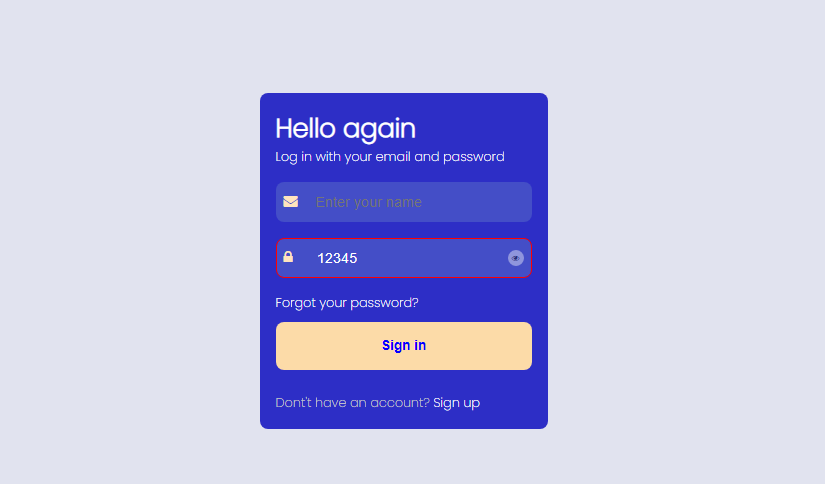 Hello again
Log in with your email and password
Enter your name
12345
Forgot your password?
Sign in
Don't have an account? Sign up